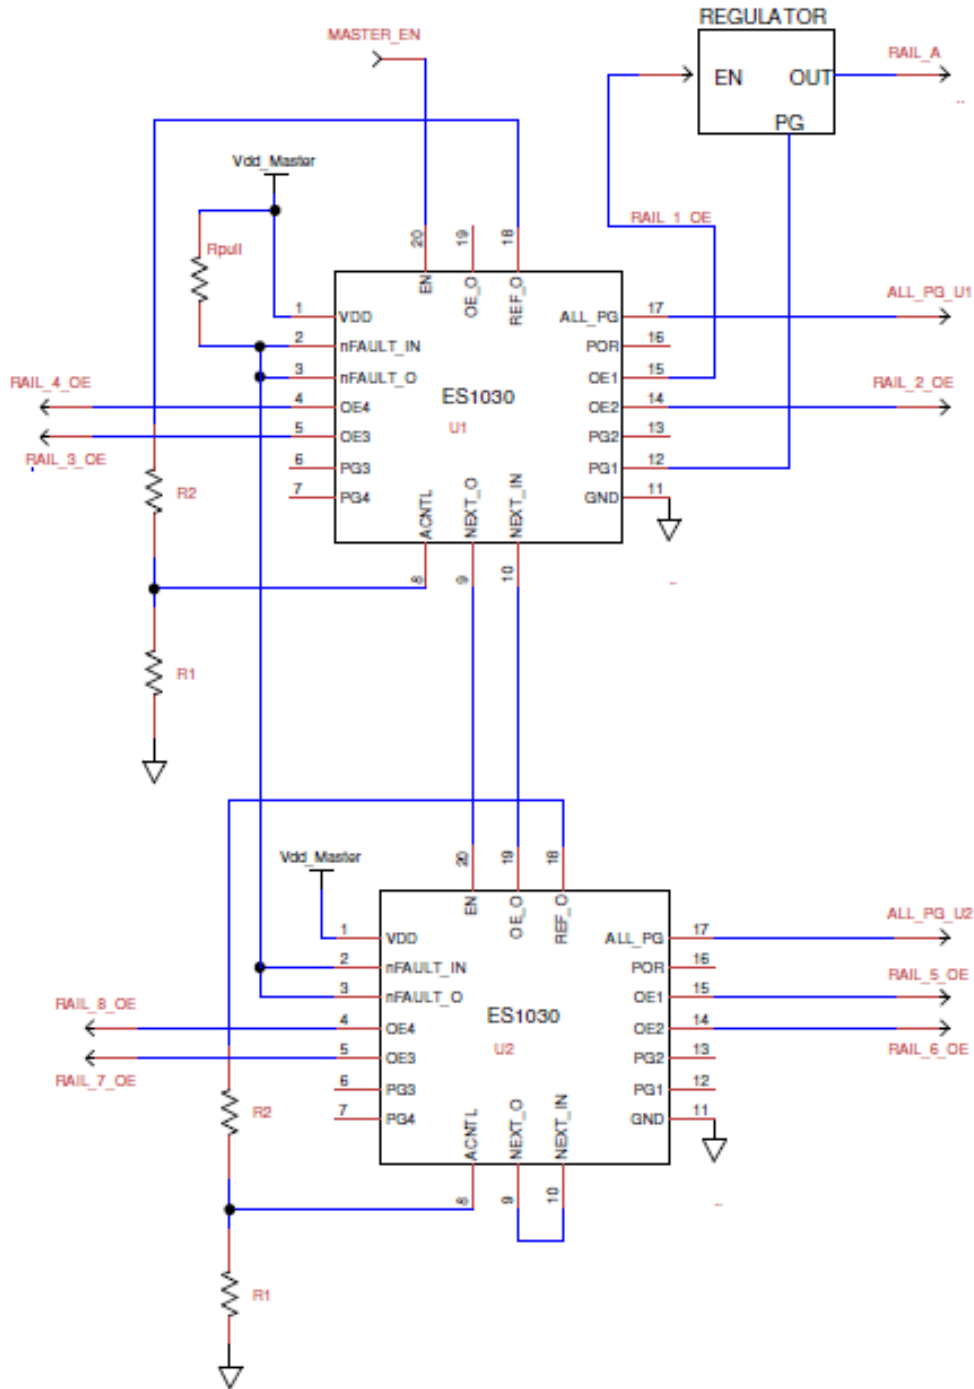 REGULATOR
MASTER_EN
RAIL_A
EN
OUT
PG
Vdd_Master
Rpull
RAIL_1_OE
20
19
18
EN
OE_O
REF_O
ALL_PG_U1
1
VDD
ALL_PG
17
2
nFAULT_IN
POR
16
3
nFAULT_O
OE1
15
RAIL_4_OE
4
OE4
ES1030
OE2
14
RAIL_2_OE
5
OE3
U1
PG2
13
RAIL_3_OE
6
PG3
PG1
12
7
PG4
GND
11
R2
ACNTL
NEXT_O
NEXT_IN
8
9
10
R1
Vdd_Master
20
19
18
EN
OE_O
REF_O
ALL_PG_U2
1
VDD
ALL_PG
17
2
nFAULT_IN
POR
16
3
nFAULT_O
OE1
15
RAIL_5_OE
RAIL_8_OE
4
OE4
ES1030
OE2
14
RAIL_6_OE
5
OE3
U2
PG2
13
RAIL_7_OE
6
PG3
PG1
12
7
PG4
GND
11
R2
ACNTL
NEXT_O
NEXT_IN
8
9
10
R1